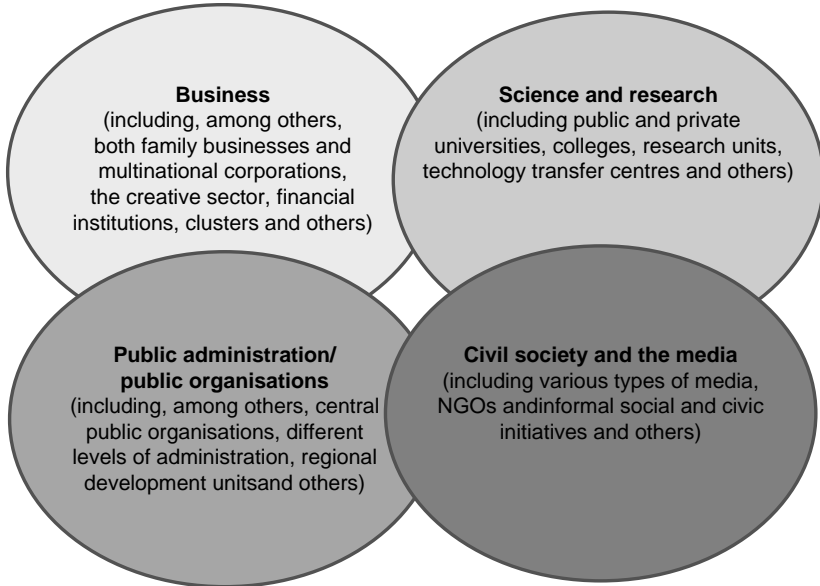 Business
(including, among others,
both family businesses and
multinational corporations,
the creative sector, financial
institutions, clusters and others)
Science and research
(including public and private
universities, colleges, research units,
technology transfer centres and others)
Public administration/
public organisations
(including, among others, central
public organisations, different
levels of administration, regional
development unitsand others)
Civil society and the media
(including various types of media,
NGOs andinformal social and civic
initiatives and others)